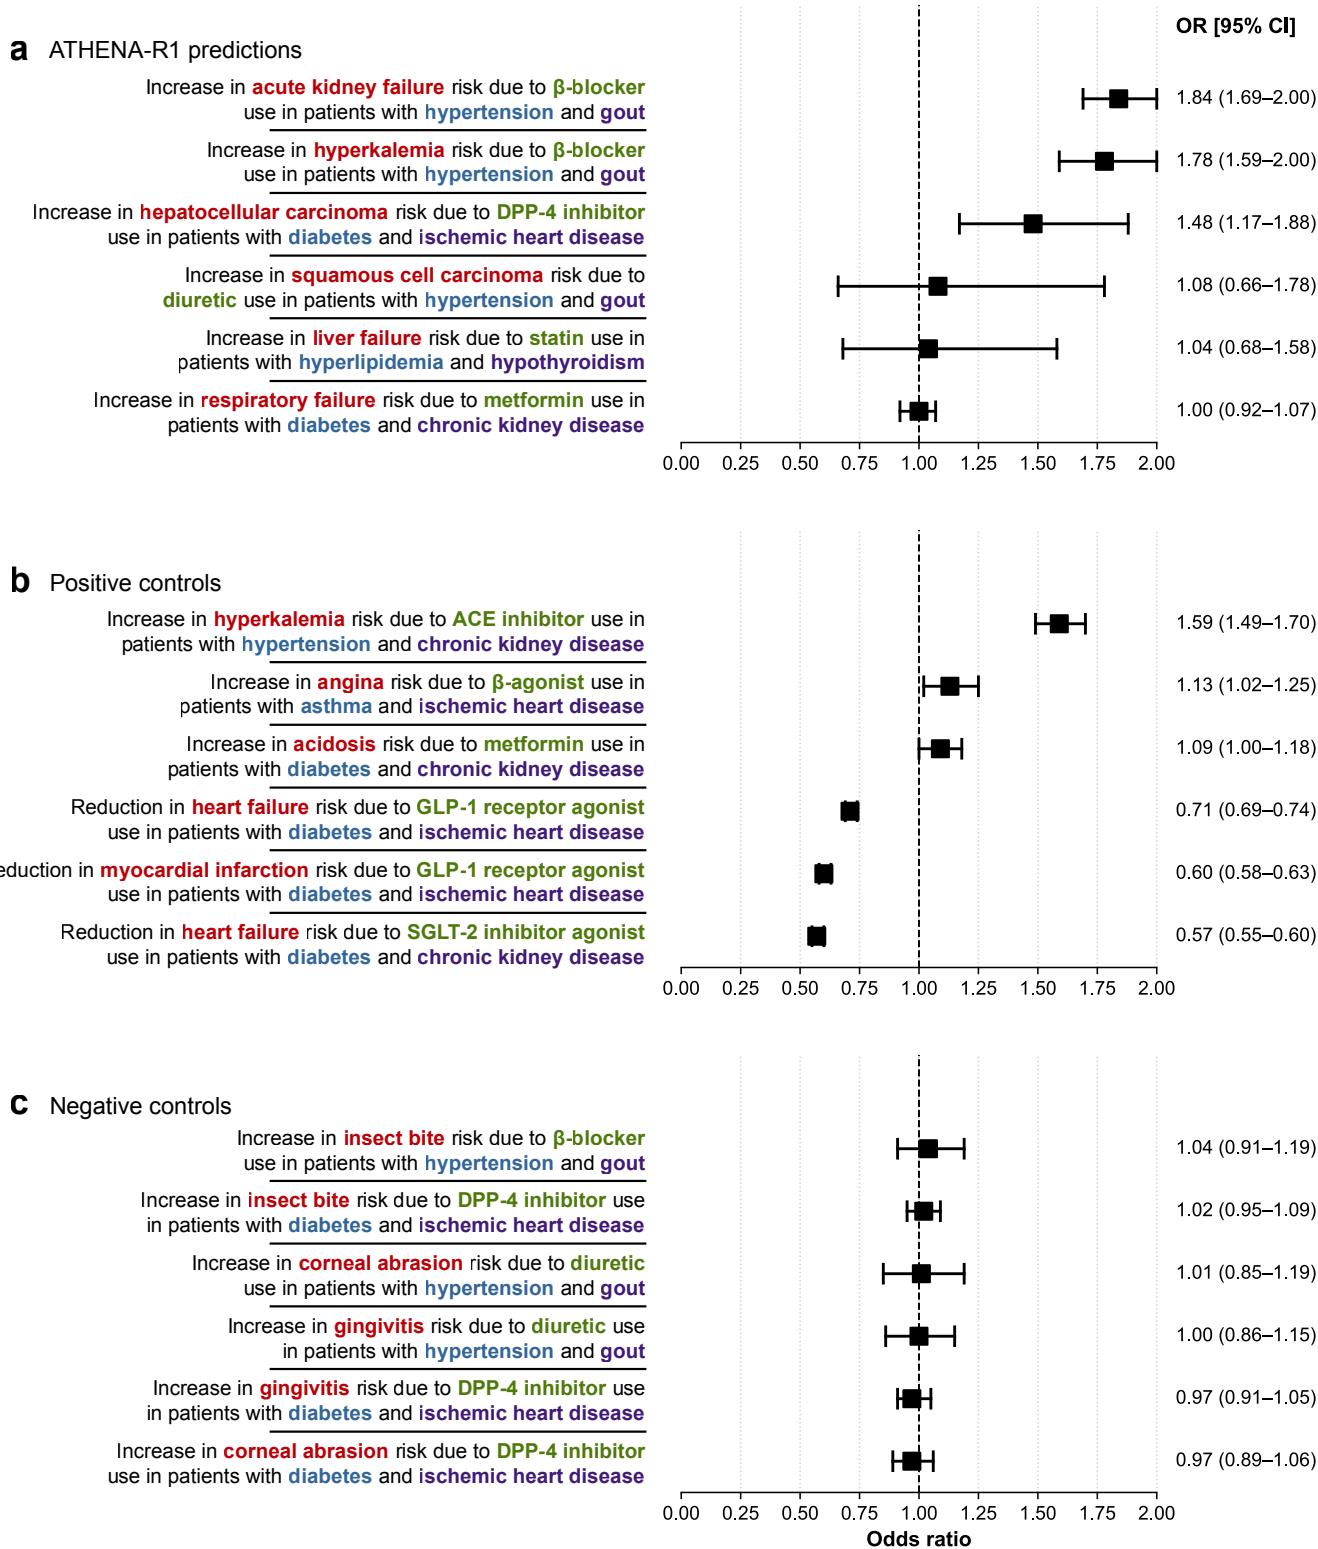 OR [95% CI]
a ATHENA-R1 predictions
Increase in acute kidney failure risk due to β-blocker
use in patients with hypertension and gout
1.84 (1.69–2.00)
Increase in hyperkalemia risk due to β-blocker
use in patients with hypertension and gout
1.78 (1.59–2.00)
Increase in hepatocellular carcinoma risk due to DPP-4 inhibitor
use in patients with diabetes and ischemic heart disease
1.48 (1.17–1.88)
Increase in squamous cell carcinoma risk due to
diuretic use in patients with hypertension and gout
1.08 (0.66–1.78)
Increase in liver failure risk due to statin use in
patients with hyperlipidemia and hypothyroidism
1.04 (0.68–1.58)
Increase in respiratory failure risk due to metformin use in
patients with diabetes and chronic kidney disease
1.00 (0.92–1.07)
0.00 0.25 0.50 0.75 1.00 1.25 1.50 1.75 2.00
b Positive controls
Increase in hyperkalemia risk due to ACE inhibitor use in
patients with hypertension and chronic kidney disease
1.59 (1.49–1.70)
Increase in angina risk due to β-agonist use in
patients with asthma and ischemic heart disease
1.13 (1.02–1.25)
Increase in acidosis risk due to metformin use in
patients with diabetes and chronic kidney disease
1.09 (1.00–1.18)
Reduction in heart failure risk due to GLP-1 receptor agonist
use in patients with diabetes and ischemic heart disease
0.71 (0.69–0.74)
eduction in myocardial infarction risk due to GLP-1 receptor agonist
use in patients with diabetes and ischemic heart disease
0.60 (0.58–0.63)
Reduction in heart failure risk due to SGLT-2 inhibitor agonist
use in patients with diabetes and chronic kidney disease
0.57 (0.55–0.60)
0.00 0.25 0.50 0.75 1.00 1.25 1.50 1.75 2.00
c Negative controls
Increase in insect bite risk due to β-blocker
use in patients with hypertension and gout
1.04 (0.91–1.19)
Increase in insect bite risk due to DPP-4 inhibitor use
in patients with diabetes and ischemic heart disease
1.02 (0.95–1.09)
Increase in corneal abrasion risk due to diuretic
use in patients with hypertension and gout
1.01 (0.85–1.19)
Increase in gingivitis risk due to diuretic use
in patients with hypertension and gout
1.00 (0.86–1.15)
Increase in gingivitis risk due to DPP-4 inhibitor use
in patients with diabetes and ischemic heart disease
0.97 (0.91–1.05)
Increase in corneal abrasion risk due to DPP-4 inhibitor
use in patients with diabetes and ischemic heart disease
0.97 (0.89–1.06)
0.00 0.25 0.50 0.75 1.00 1.25 1.50 1.75 2.00
Odds ratio